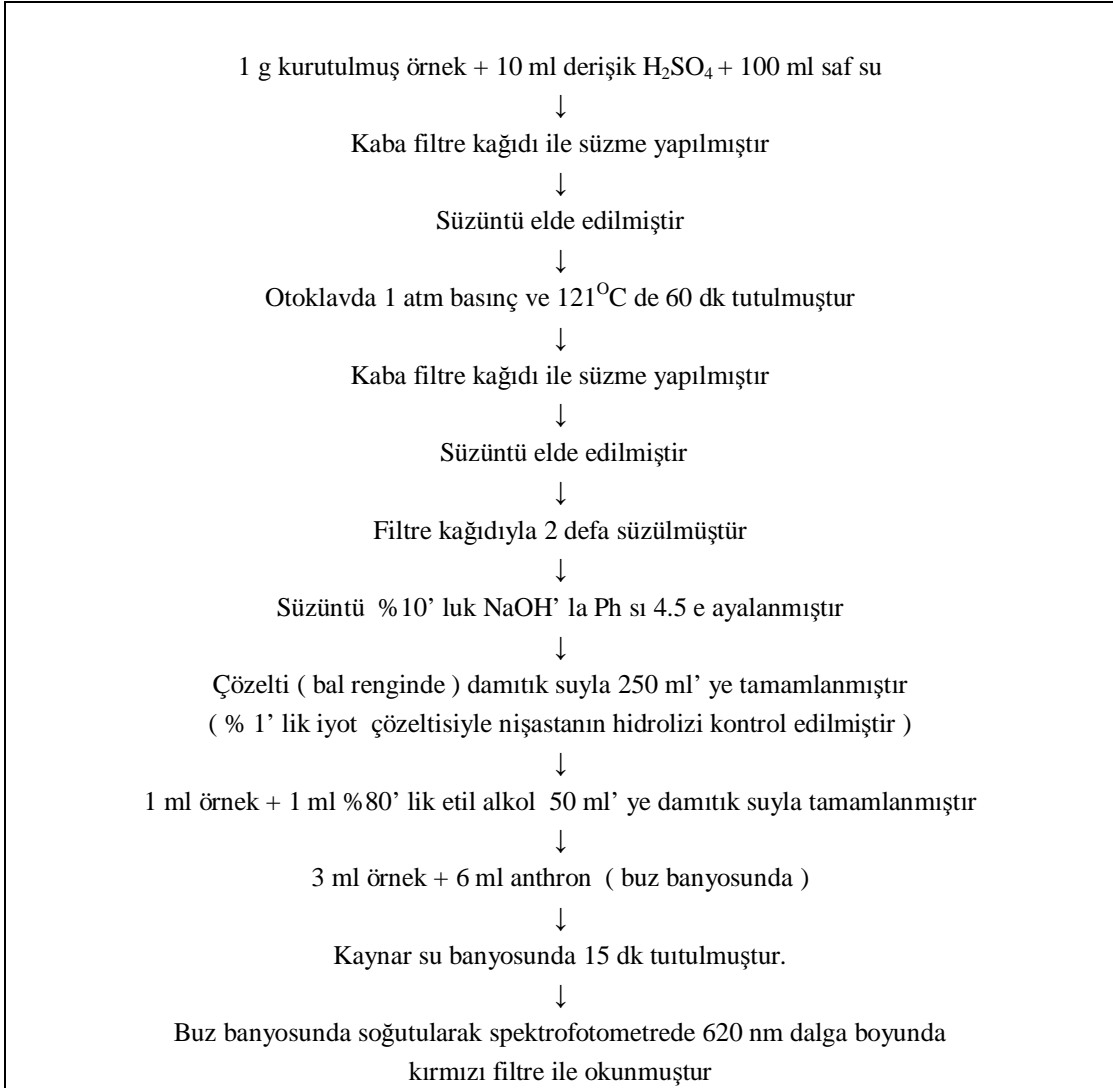 1 g kurutulmuş örnek + 10 ml derişik H₂SO₄ + 100 ml saf su
↓
Kaba filtre kağıdı ile süzme yapılmıştır
↓
Süzüntü elde edilmiştir
↓
Otoklavda 1 atm basınç ve 121ᴼC de 60 dk tutulmuştur
↓
Kaba filtre kağıdı ile süzme yapılmıştır
↓
Süzüntü elde edilmiştir
↓
Filtre kağıdıyla 2 defa süzülmüştür
↓
Süzüntü %10’ luk NaOH’ la Ph sı 4.5 e ayalanmıştır
↓
Çözelti ( bal renginde ) damıtık suyla 250 ml’ ye tamamlanmıştır
( % 1’ lik iyot çözeltisiyle nişastanın hidrolizi kontrol edilmiştir )
↓
1 ml örnek + 1 ml %80’ lik etil alkol 50 ml’ ye damıtık suyla tamamlanmıştır
↓
3 ml örnek + 6 ml anthron ( buz banyosunda )
↓
Kaynar su banyosunda 15 dk tuıtulmuştur.
↓
Buz banyosunda soğutularak spektrofotometrede 620 nm dalga boyunda
kırmızı filtre ile okunmuştur